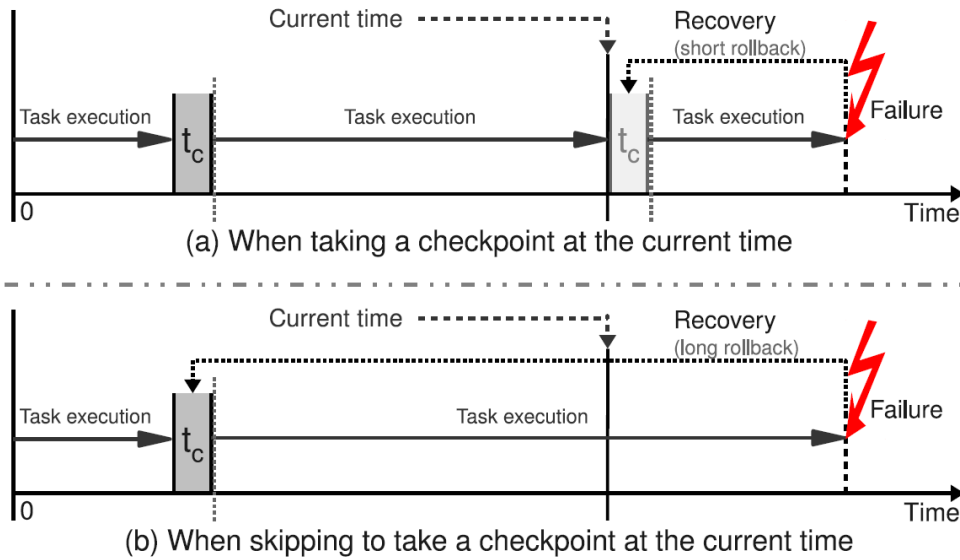 Current time
Recovery
(short rollback)
Task execution
Task execution
Task execution
Failure
t_c
t_c
0
Time
(a) When taking a checkpoint at the current time
Current time
Recovery
(long rollback)
Task execution
Task execution
Failure
t_c
0
Time
(b) When skipping to take a checkpoint at the current time